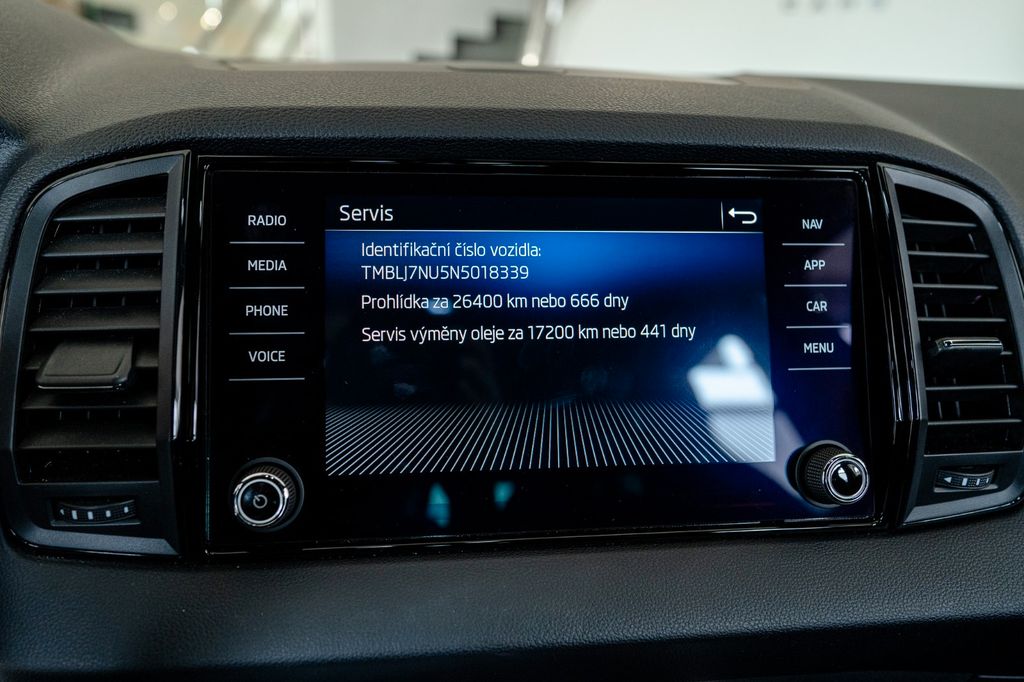 RADIO
MEDIA
PHONE
VOICE
Servis
Identifikační číslo vozidla:
TMBLJ7NU5N5018339
Prohlídka za 26400 km nebo 666 dny
Servis výměny oleje za 17200 km nebo 441 dny
NAV
APP
CAR
MENU